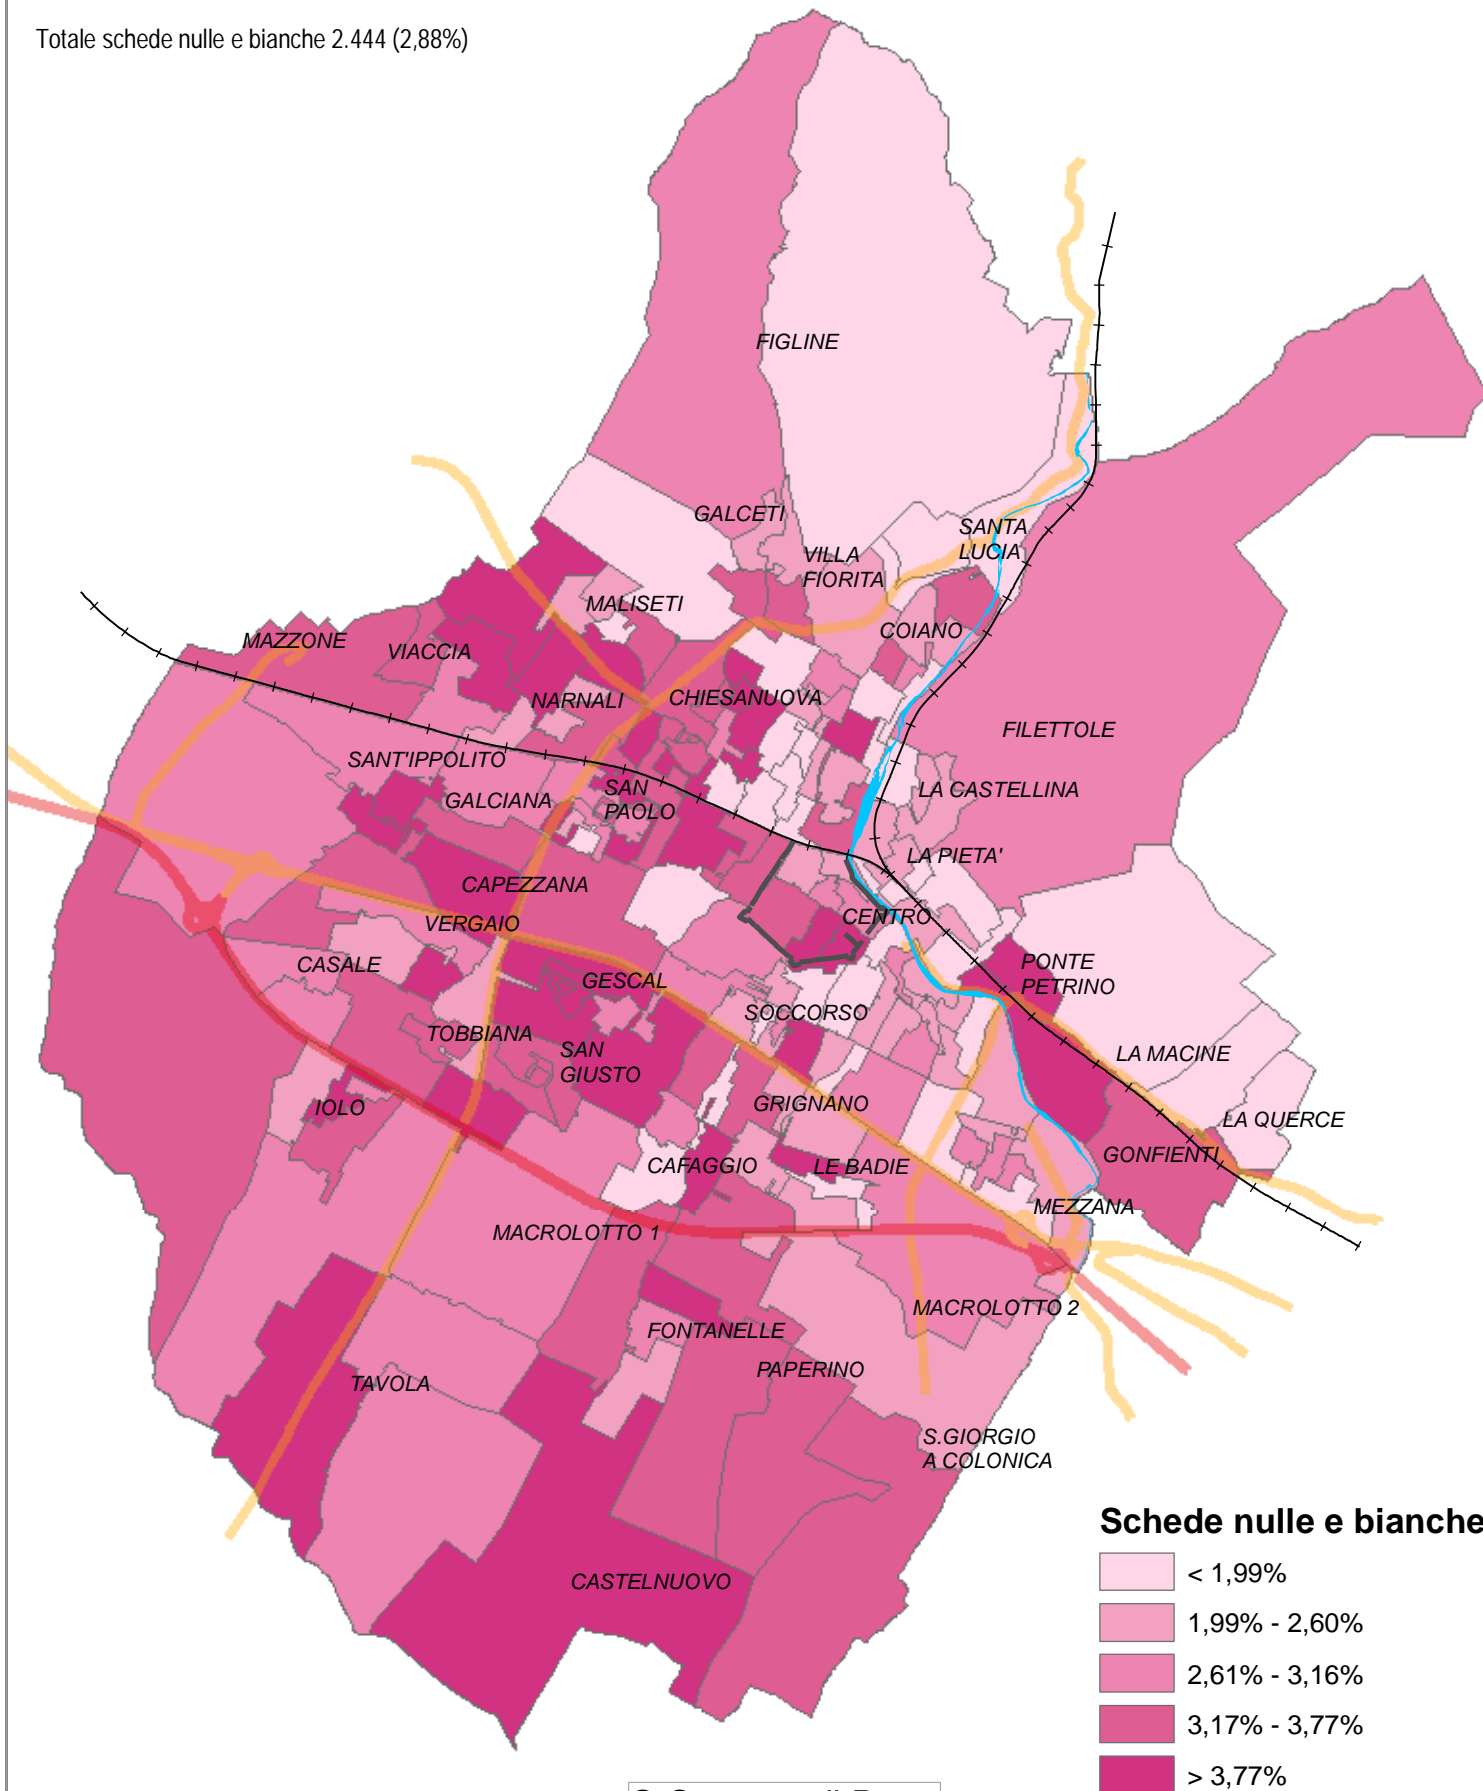 Totale schede nulle e bianche 2.444 (2,88%)
FIGLINE
GALCETI
SANTA
LUCIA
VILLA
FIORITA
MALISETI
COIANO
MAZZONE
VIACCIA
NARNALI
CHIESANUOVA
FILETTOLE
SANT'IPPOLITO
GALCIANA
SAN
PAOLO
LA CASTELLINA
LA PIETA'
CAPEZZANA
VERGAIO
CENTRO
CASALE
GESCAL
PONTE
PETRINO
SOCCORSO
TOBBIANA
SAN
GIUSTO
LA MACINE
IOLO
GRIGNANO
LA QUERCE
CAFAGGIO
LE BADIE
GONFIENTI
MEZZANA
MACROLOTTO 1
MACROLOTTO 2
FONTANELLE
PAPERINO
TAVOLA
S.GIORGIO
A COLONICA
CASTELNUOVO
Schede nulle e bianche
< 1,99%
1,99% - 2,60%
2,61% - 3,16%
3,17% - 3,77%
> 3,77%